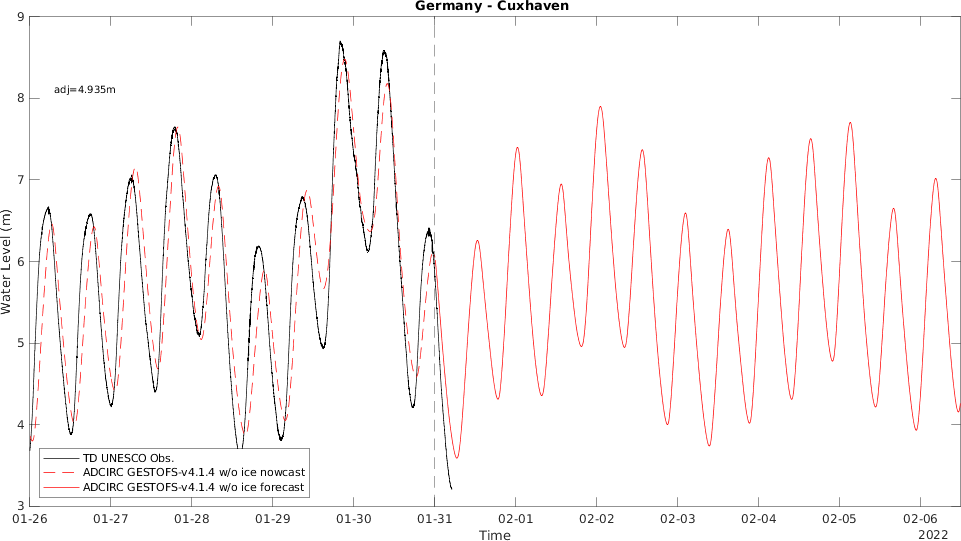 Germany - Cuxhaven
9
8
7
6
5
4
3
Water Level (m)
adj=4.935m
TD UNESCO Obs.
ADCIRC GESTOFS-v4.1.4 w/o ice nowcast
ADCIRC GESTOFS-v4.1.4 w/o ice forecast
01-26 01-27 01-28 01-29 01-30 01-31 02-01 02-02 02-03 02-04 02-05 02-06
Time
2022